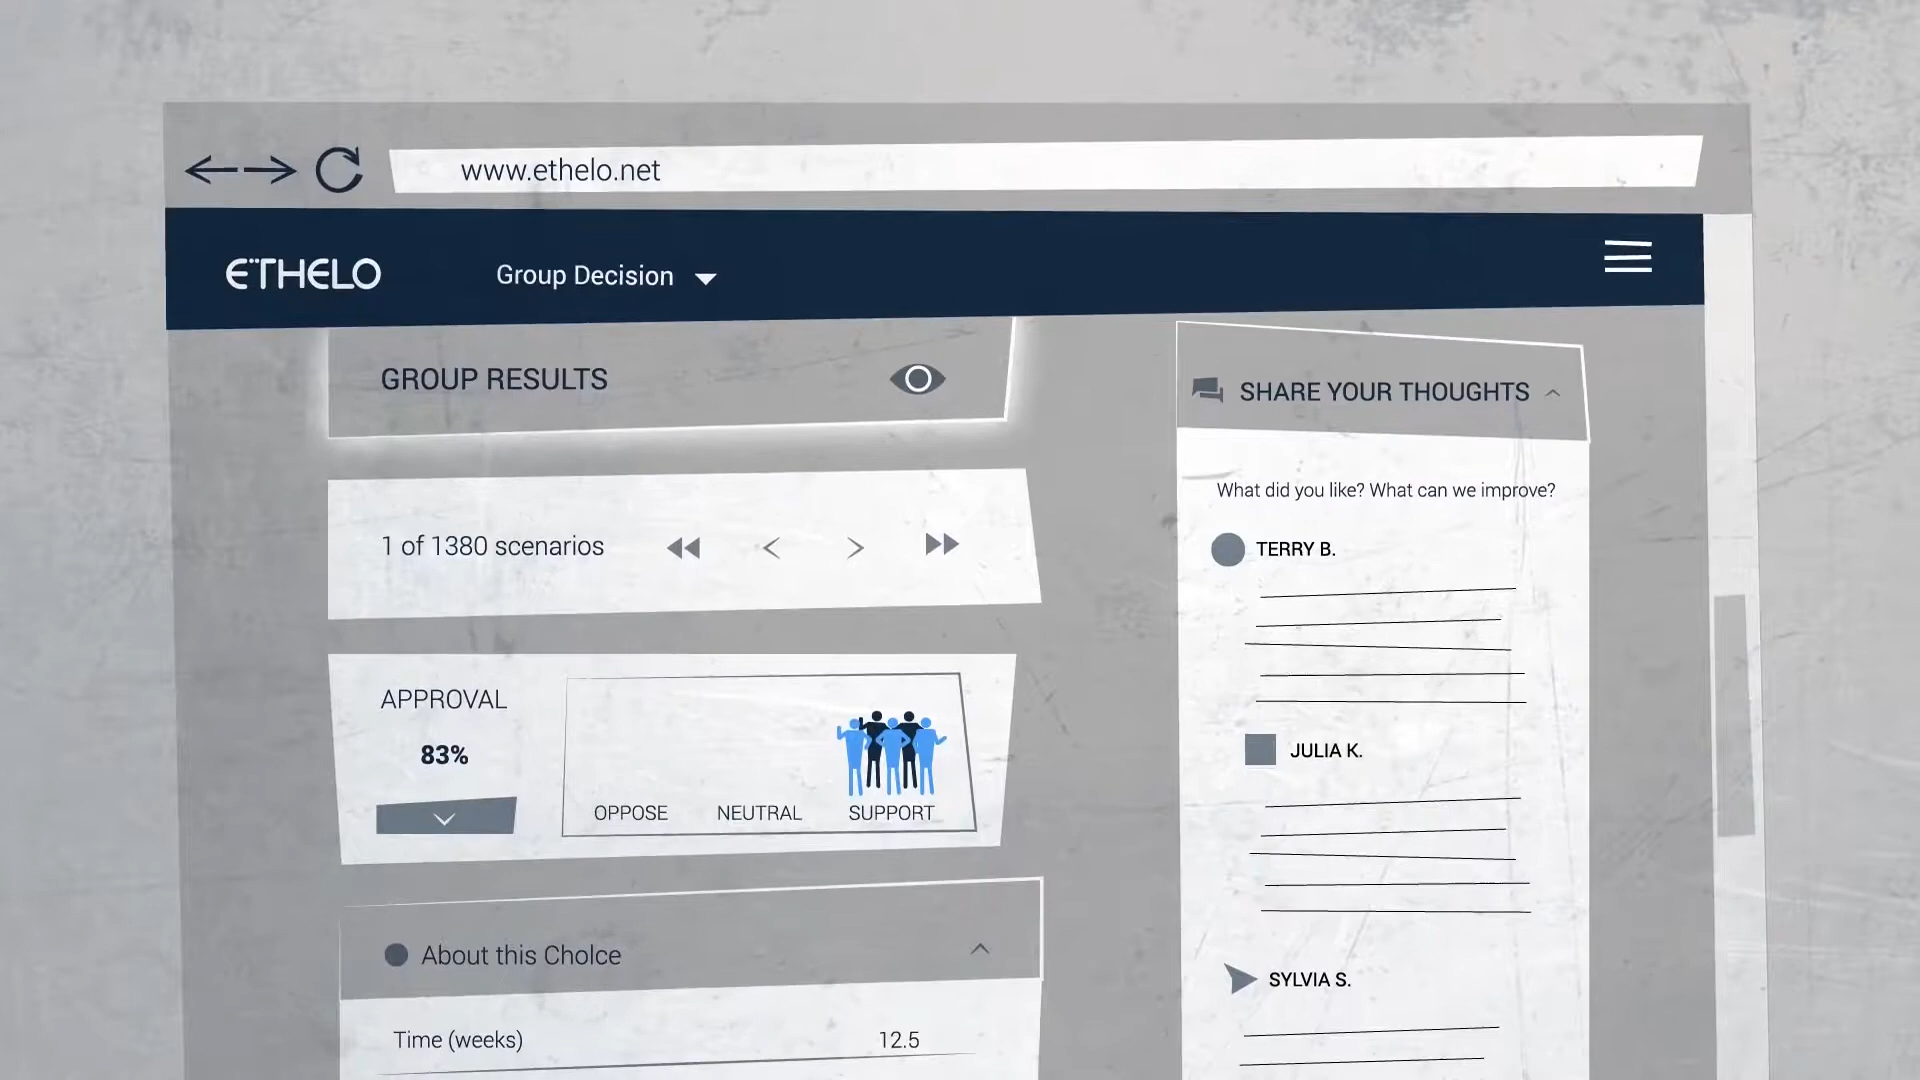 www.ethelo.net
ETHELO
Group Decision
GROUP RESULTS
1 of 1380 scenarios
APPROVAL
83%
OPPOSE NEUTRAL SUPPORT
About this Cholce
Time (weeks) 12.5
SHARE YOUR THOUGHTS
What did you like? What can we improve?
TERRY B.
JULIA K.
SYLVIA S.